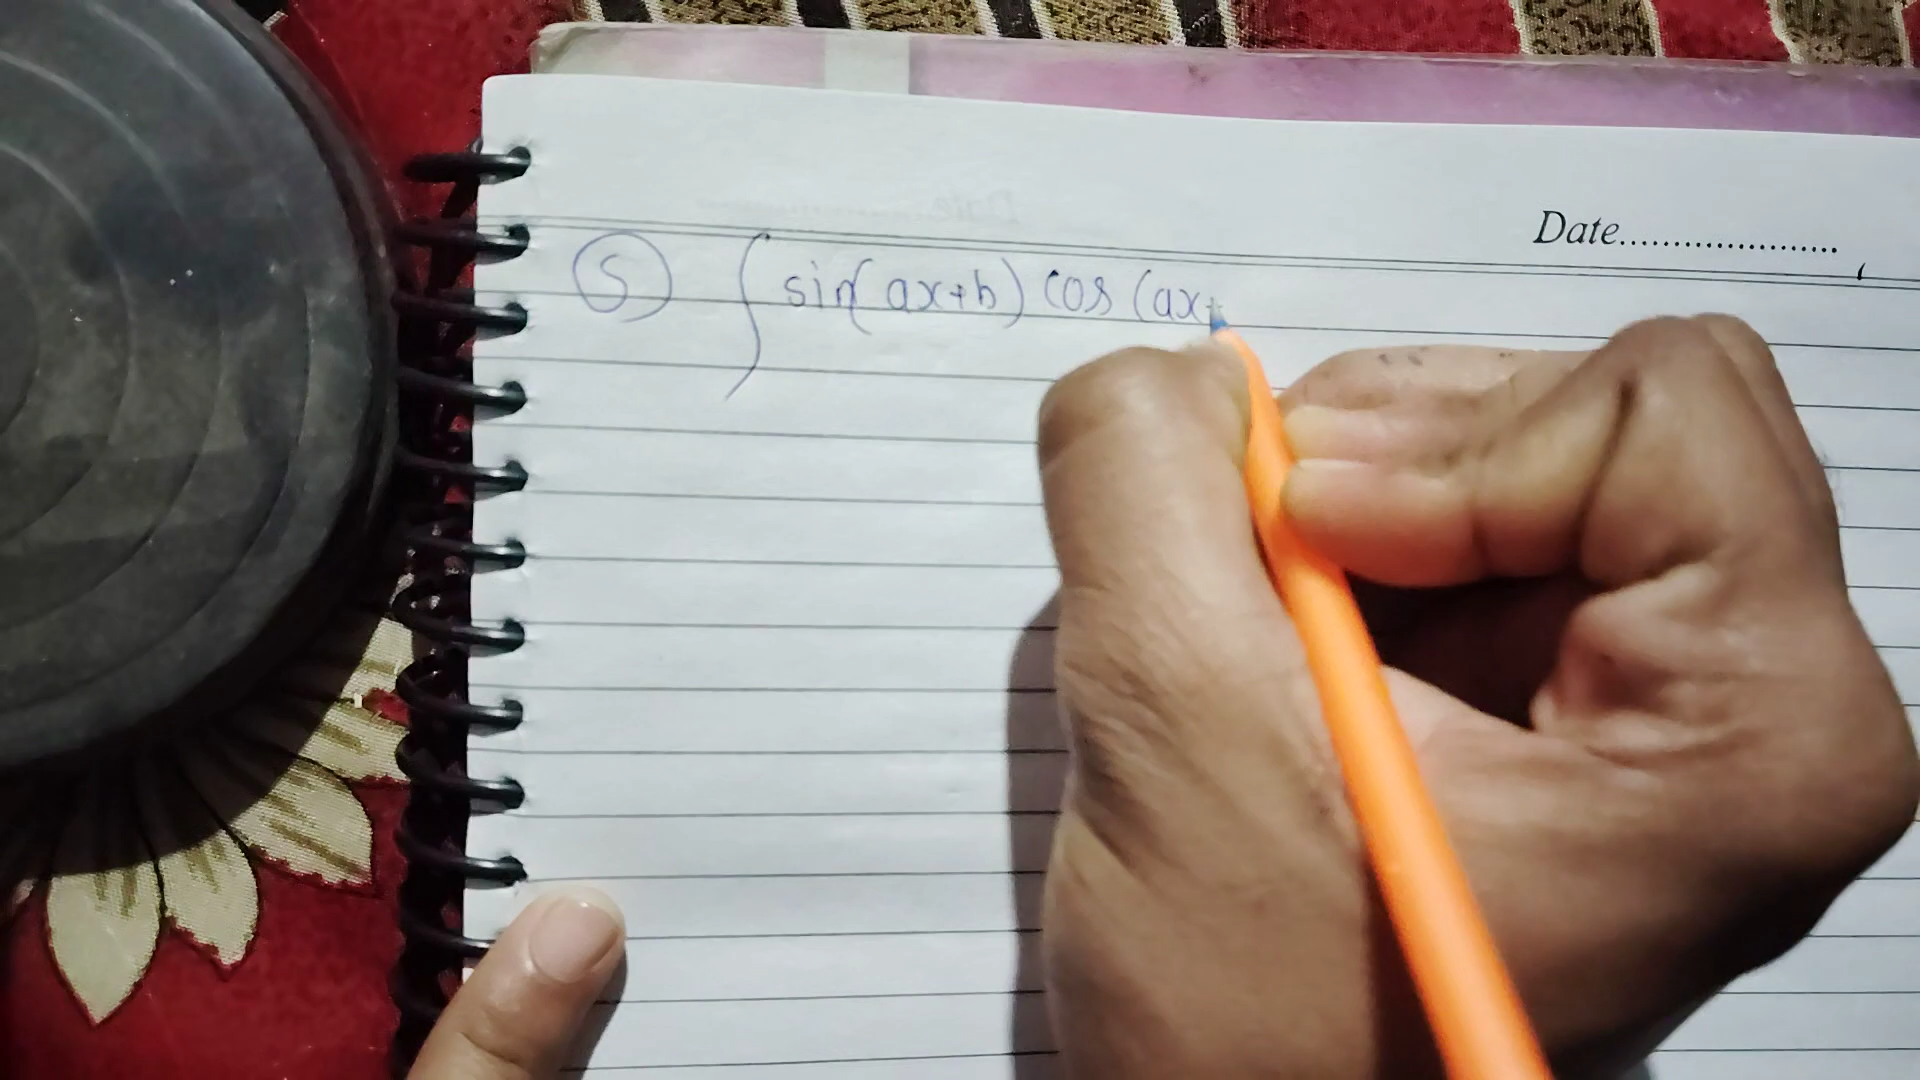 Date.....................
(5) ∫ sin(ax+b) cos (ax+